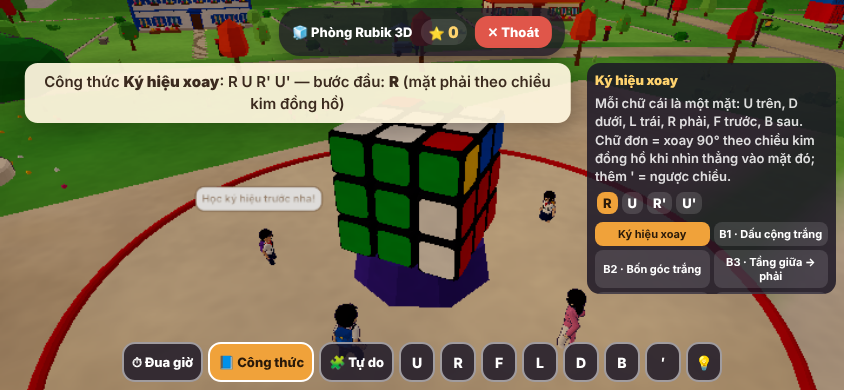 🧊 Phòng Rubik 3D ⭐ 0 ✕ Thoát
Công thức Ký hiệu xoay: R U R' U' — bước đầu: R (mặt phải theo chiều
kim đồng hồ)
Ký hiệu xoay
Mỗi chữ cái là một mặt: U trên, D
dưới, L trái, R phải, F trước, B sau.
Chữ đơn = xoay 90° theo chiều kim
đồng hồ khi nhìn thẳng vào mặt đó;
thêm ' = ngược chiều.
R U R' U'
Ký hiệu xoay B1 · Dấu cộng trắng
B2 · Bốn góc trắng B3 · Tầng giữa →
phải
Học ký hiệu trước nha!
⏱ Đua giờ 📘 Công thức 🧩 Tự do U R F L D B ' 💡